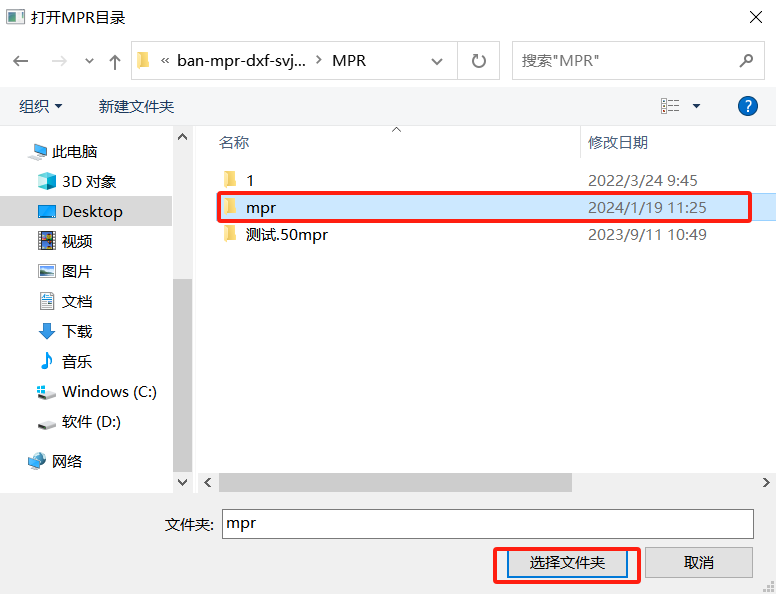 打开MPR目录
« ban-mpr-dxf-svj... > MPR
搜索"MPR"
组织 新建文件夹
?
名称 修改日期
此电脑
3D 对象
Desktop
视频
图片
文档
下载
音乐
Windows (C:)
软件 (D:)
网络
1 2022/3/24 9:45
mpr 2024/1/19 11:25
测试.50mpr 2023/9/11 10:49
文件夹: mpr
选择文件夹 取消